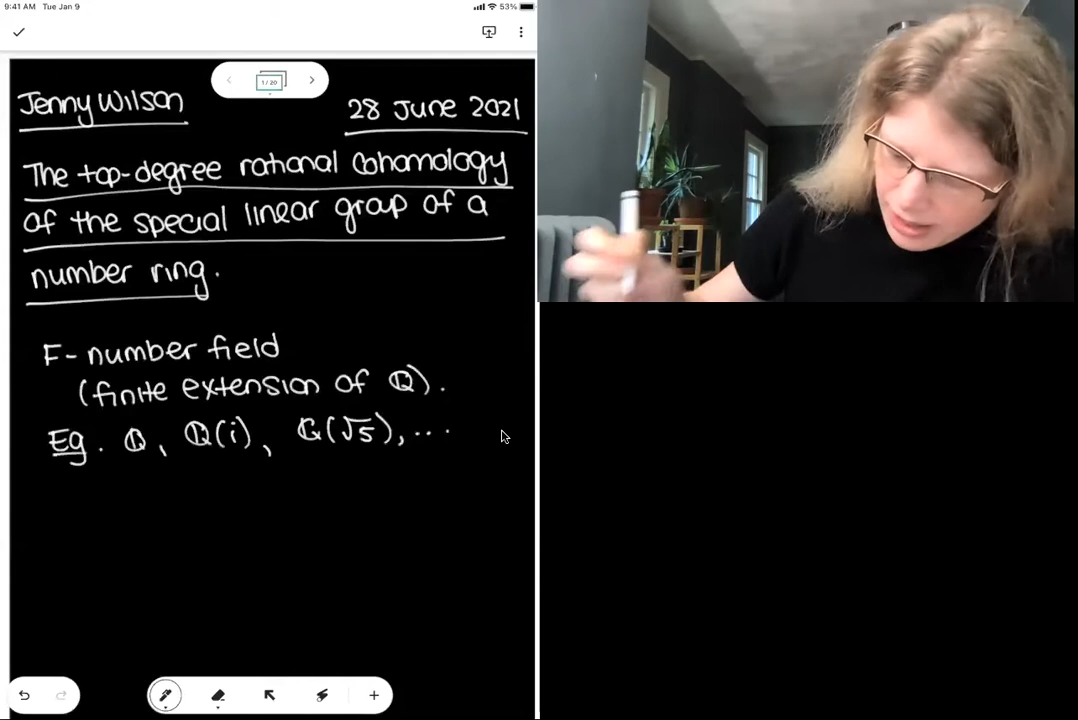 9:41 AM Tue Jan 9
53%
1/20
Jenny Wilson
28 June 2021
The top-degree rational cohomology
of the special linear group of a
number ring.
F - number field
(finite extension of ℚ).
Eg. ℚ, ℚ(i), ℚ(√5), ...